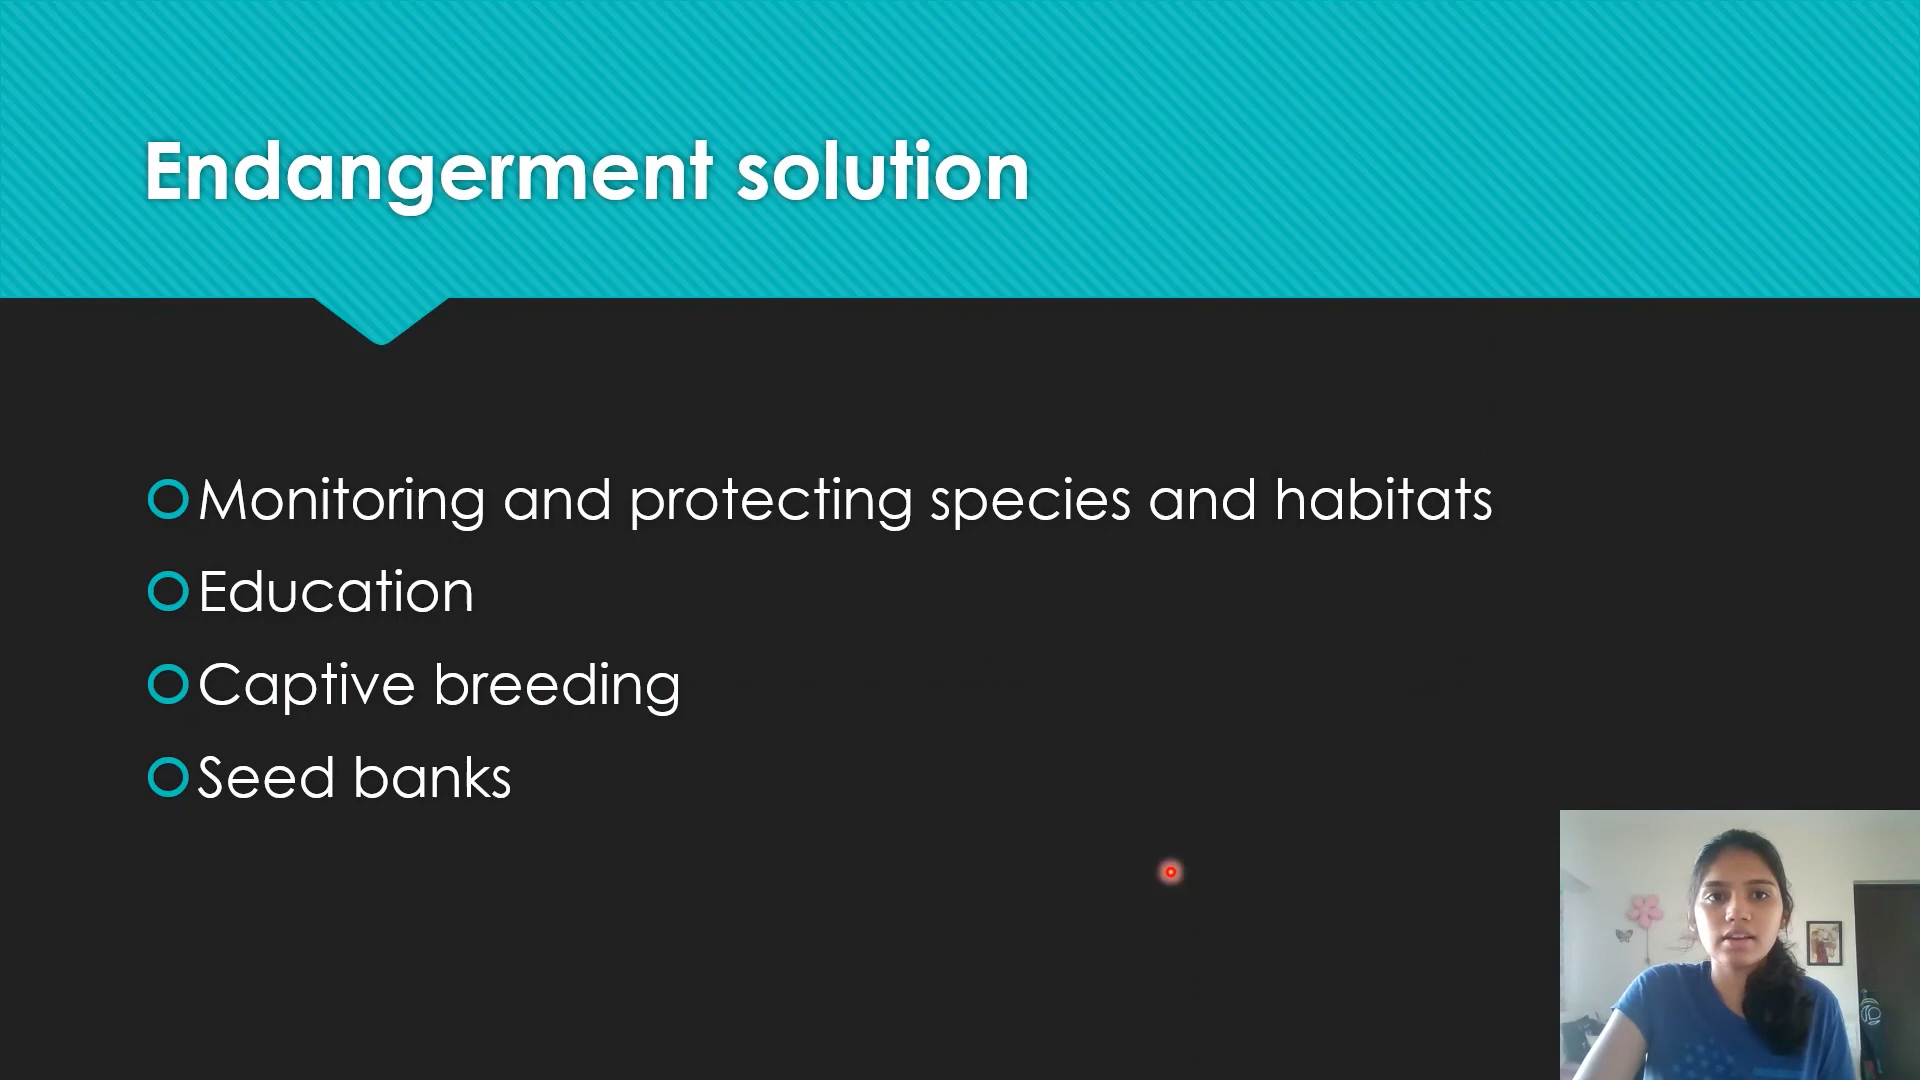 Endangerment solution
Monitoring and protecting species and habitats
Education
Captive breeding
Seed banks